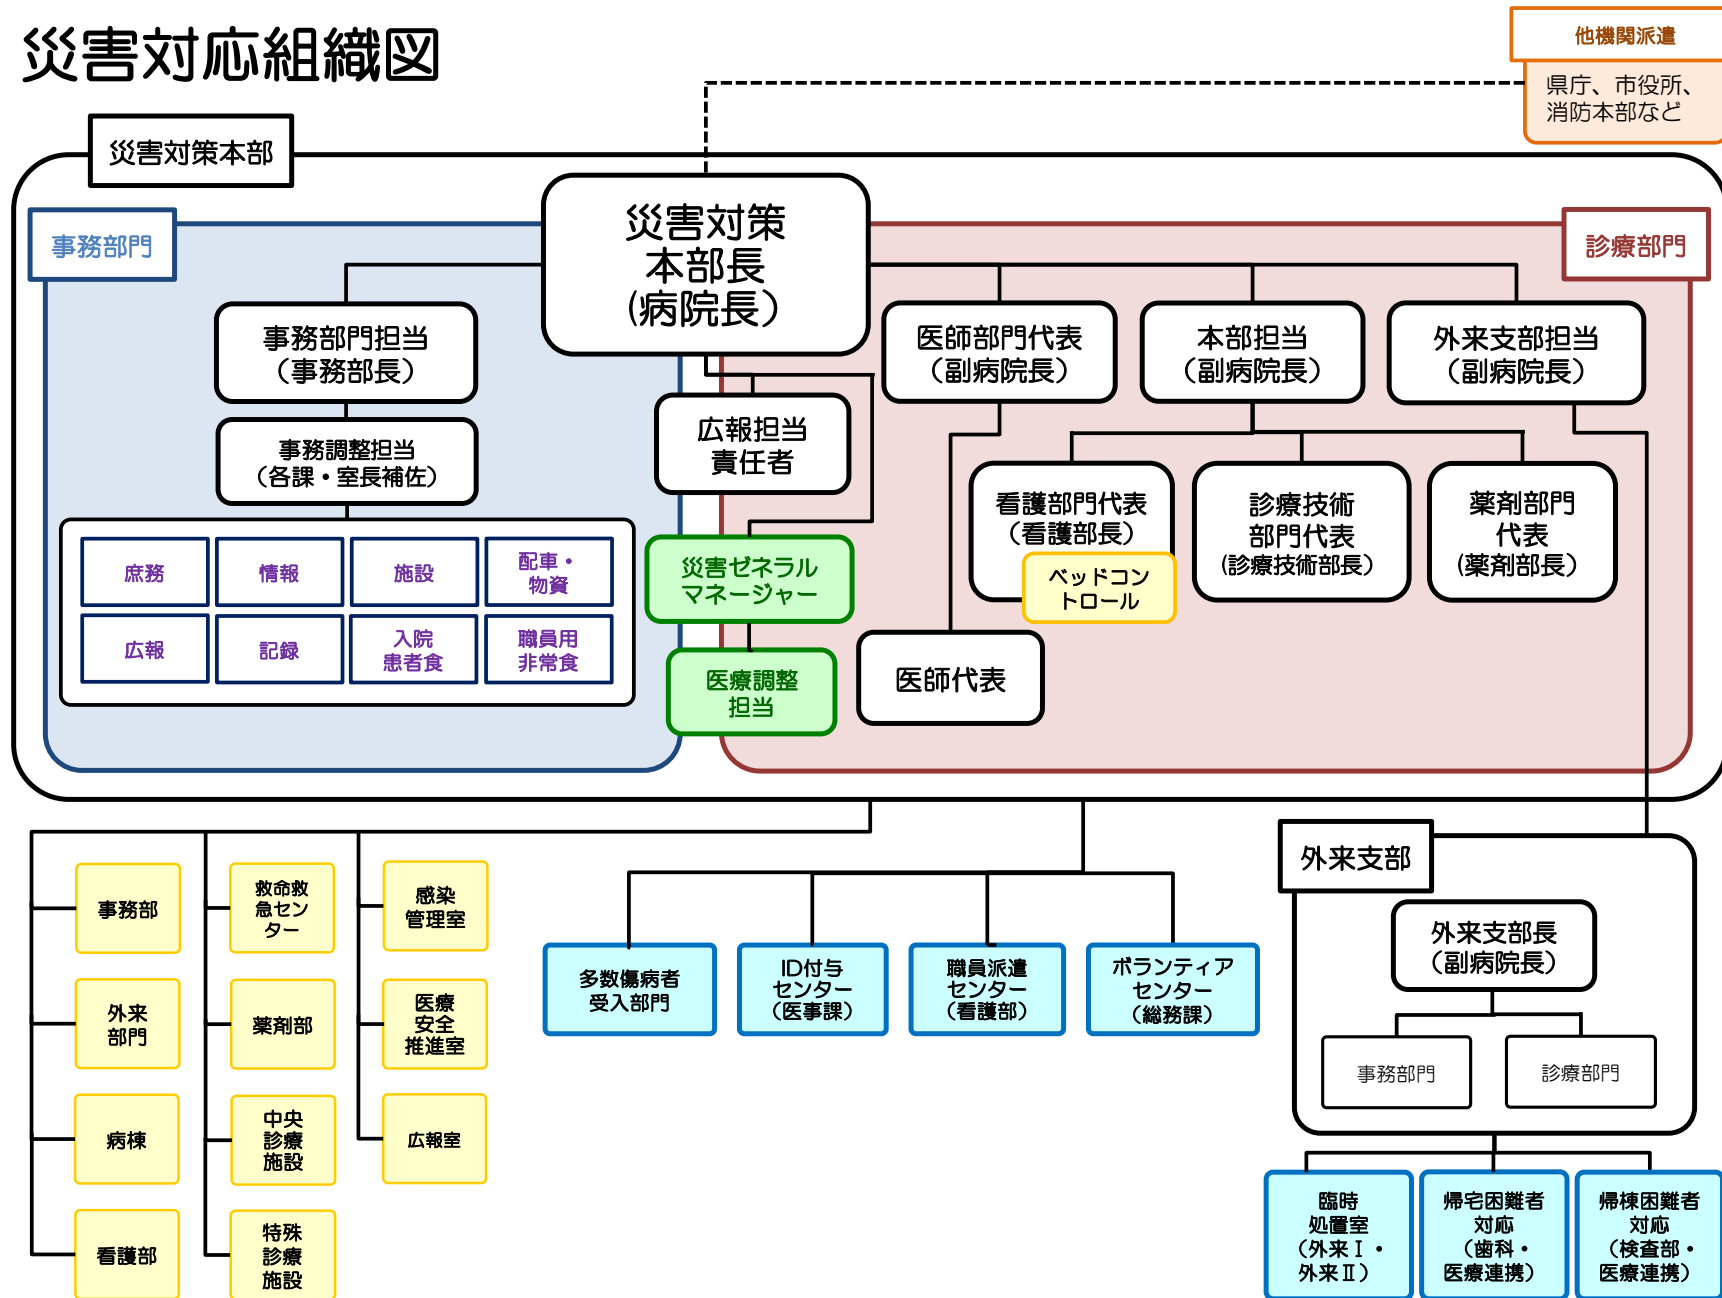 災害対応組織図
他機関派遣
県庁、市役所、
消防本部など
災害対策本部
事務部門
災害対策
本部長
(病院長)
診療部門
事務部門担当
(事務部長)
医師部門代表
(副病院長)
本部担当
(副病院長)
外来支部担当
(副病院長)
事務調整担当
(各課・室長補佐)
広報担当
責任者
看護部門代表
(看護部長)
ベッドコン
トロール
診療技術
部門代表
(診療技術部長)
薬剤部門
代表
(薬剤部長)
庶務
情報
施設
配車・
物資
広報
記録
入院
患者食
職員用
非常食
災害ゼネラル
マネージャー
医療調整
担当
医師代表
事務部
救命救
急セン
ター
感染
管理室
外来
部門
薬剤部
医療
安全
推進室
病棟
中央
診療
施設
広報室
看護部
特殊
診療
施設
多数傷病者
受入部門
ID付与
センター
(医事課)
職員派遣
センター
(看護部)
ボランティア
センター
(総務課)
外来支部
外来支部長
(副病院長)
事務部門
診療部門
臨時
処置室
(外来Ⅰ・
外来Ⅱ)
帰宅困難者
対応
(歯科・
医療連携)
帰棟困難者
対応
(検査部・
医療連携)